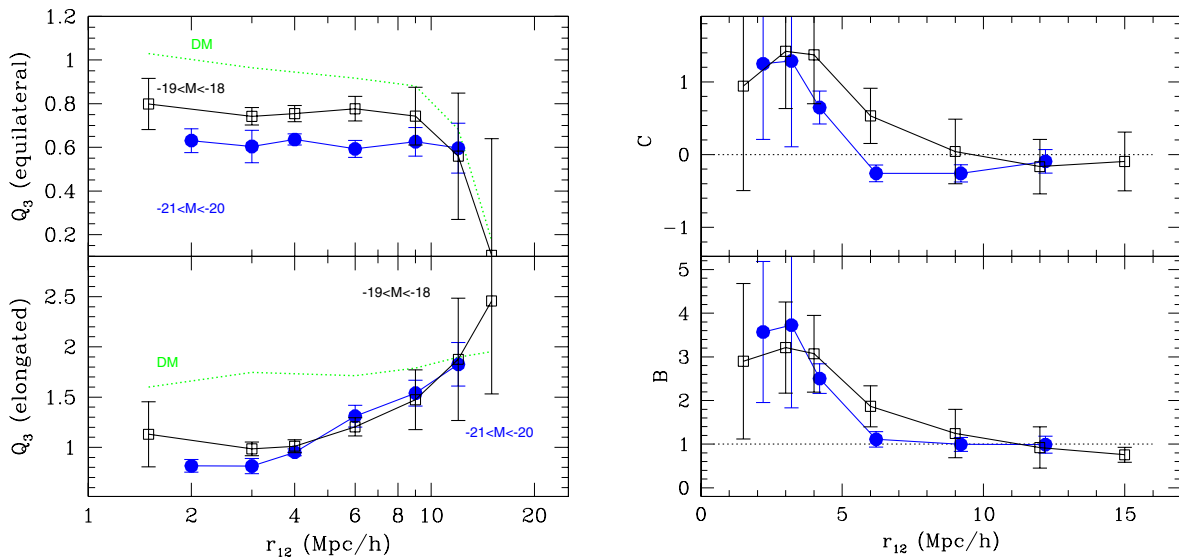 1.2
1
0.8
0.6
0.4
0.2
Q3 (equilateral)
DM
-19<M<-18
-21<M<-20
2.5
2
1.5
1
Q3 (elongated)
-19<M<-18
DM
-21<M<-20
1 2 4 6 8 10 20
r12 (Mpc/h)
1
0
−1
C
5
4
3
2
1
0
B
0 5 10 15
r12 (Mpc/h)